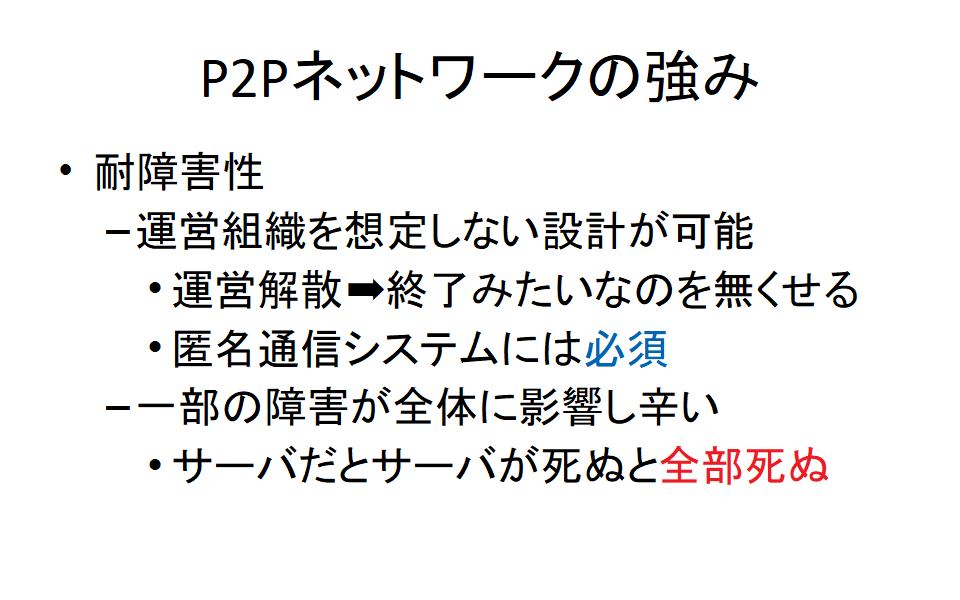 P2Pネットワークの強み
• 耐障害性
–運営組織を想定しない設計が可能
• 運営解散➡終了みたいなのを無くせる
• 匿名通信システムには必須
–一部の障害が全体に影響し辛い
• サーバだとサーバが死ぬと全部死ぬ